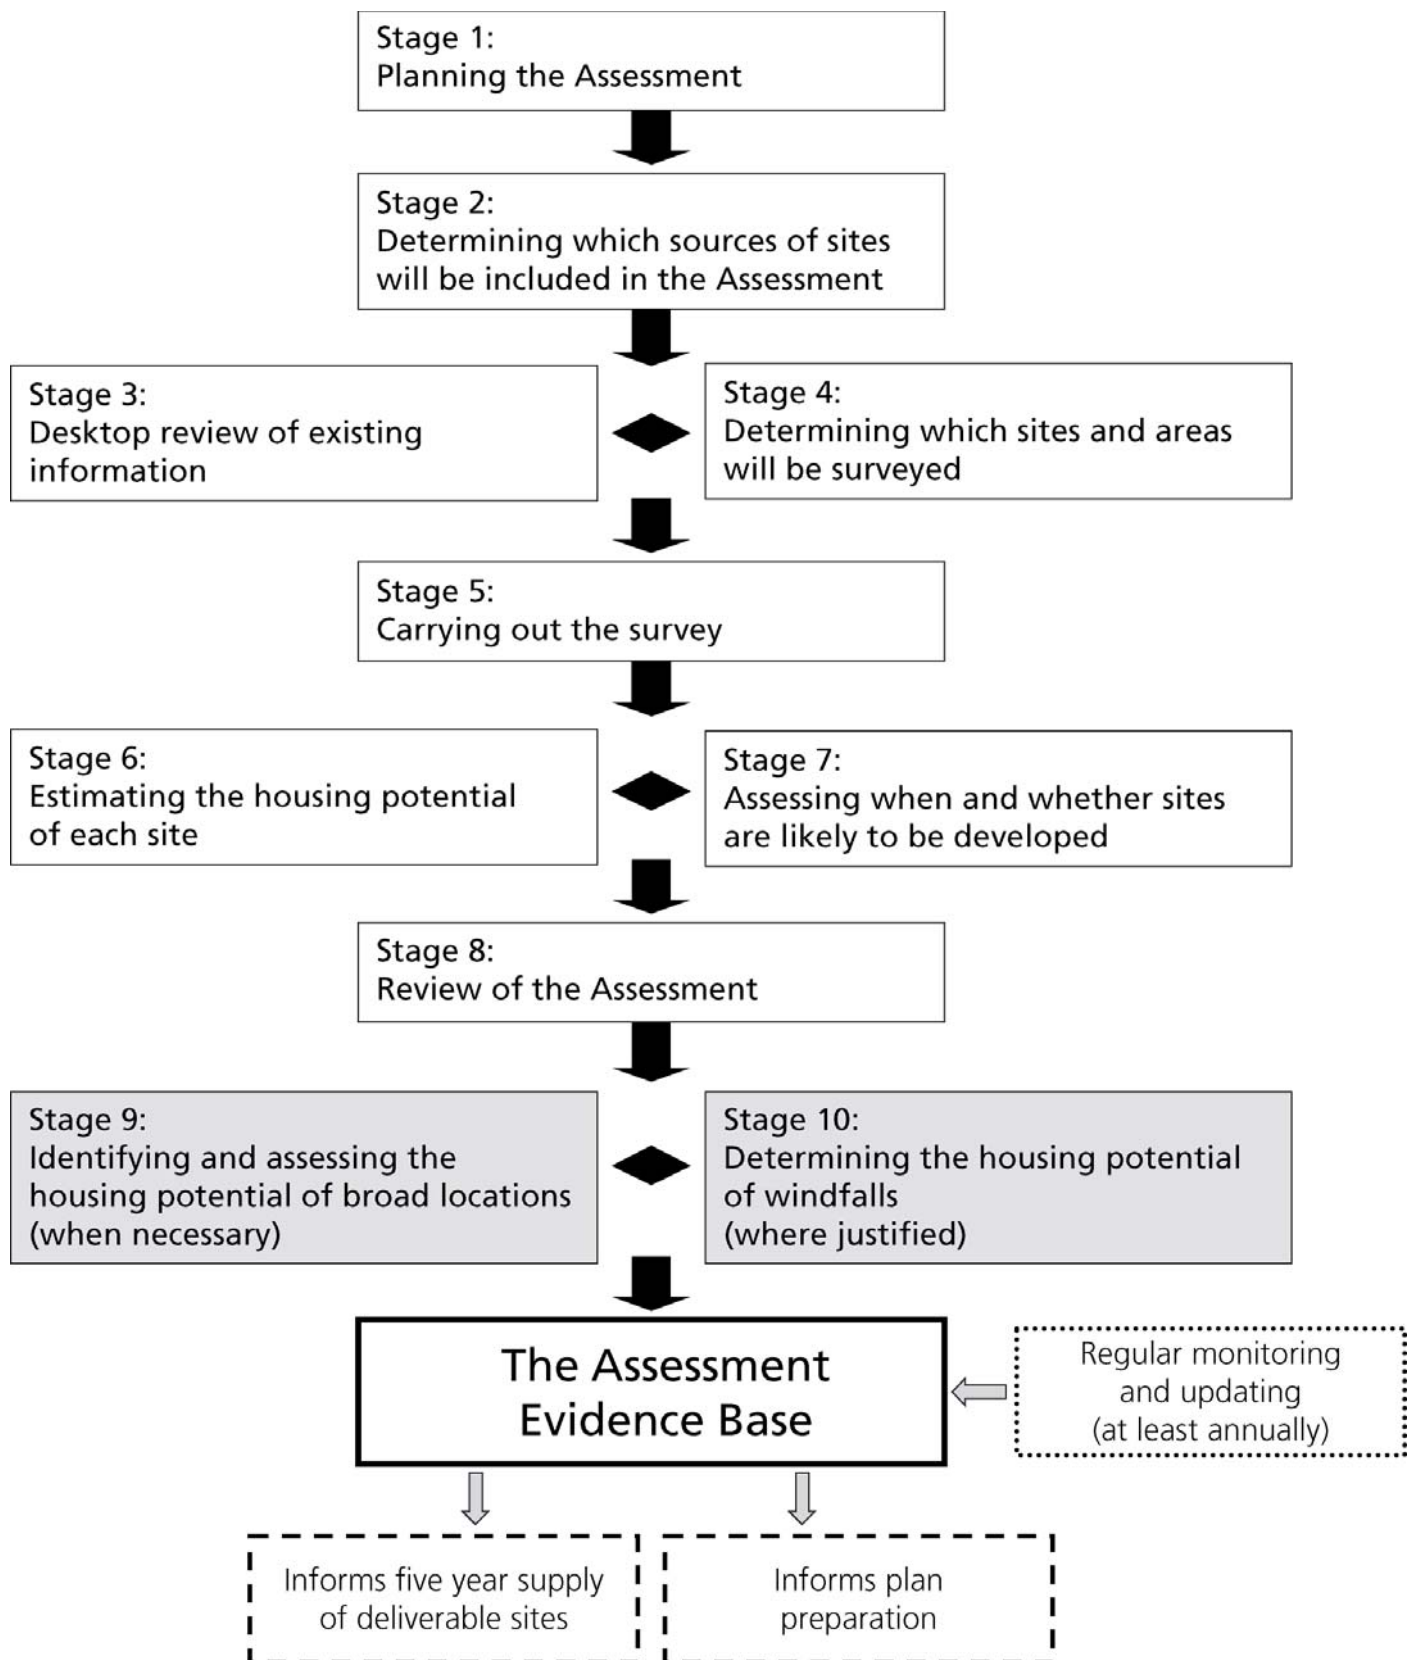 Stage 1:
Planning the Assessment
Stage 2:
Determining which sources of sites
will be included in the Assessment
Stage 3:
Desktop review of existing
information
Stage 4:
Determining which sites and areas
will be surveyed
Stage 5:
Carrying out the survey
Stage 6:
Estimating the housing potential
of each site
Stage 7:
Assessing when and whether sites
are likely to be developed
Stage 8:
Review of the Assessment
Stage 9:
Identifying and assessing the
housing potential of broad locations
(when necessary)
Stage 10:
Determining the housing potential
of windfalls
(where justified)
The Assessment
Evidence Base
Regular monitoring
and updating
(at least annually)
Informs five year supply
of deliverable sites
Informs plan
preparation